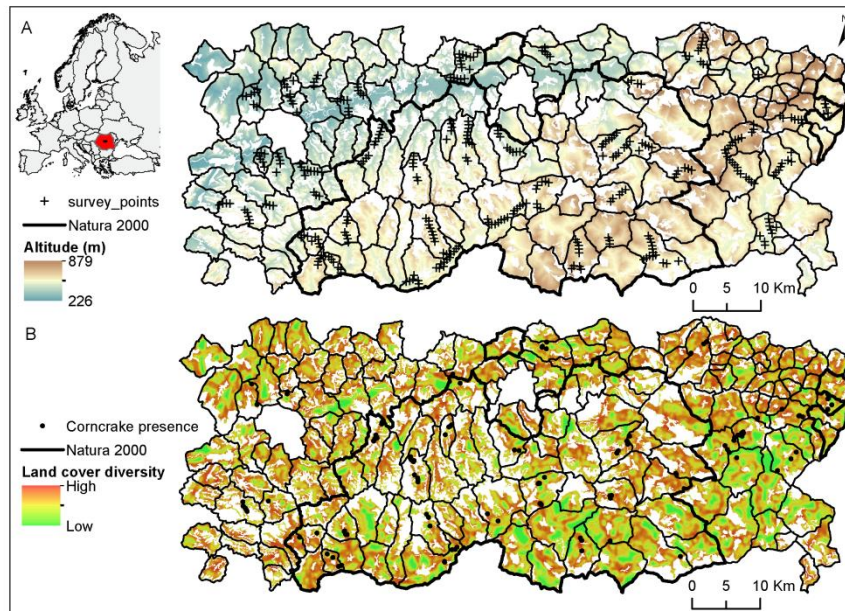 A
N
+ survey_points
Natura 2000
Altitude (m)
879
226
0 5 10 Km
B
Corncrake presence
Natura 2000
Land cover diversity
High
Low
0 5 10 Km